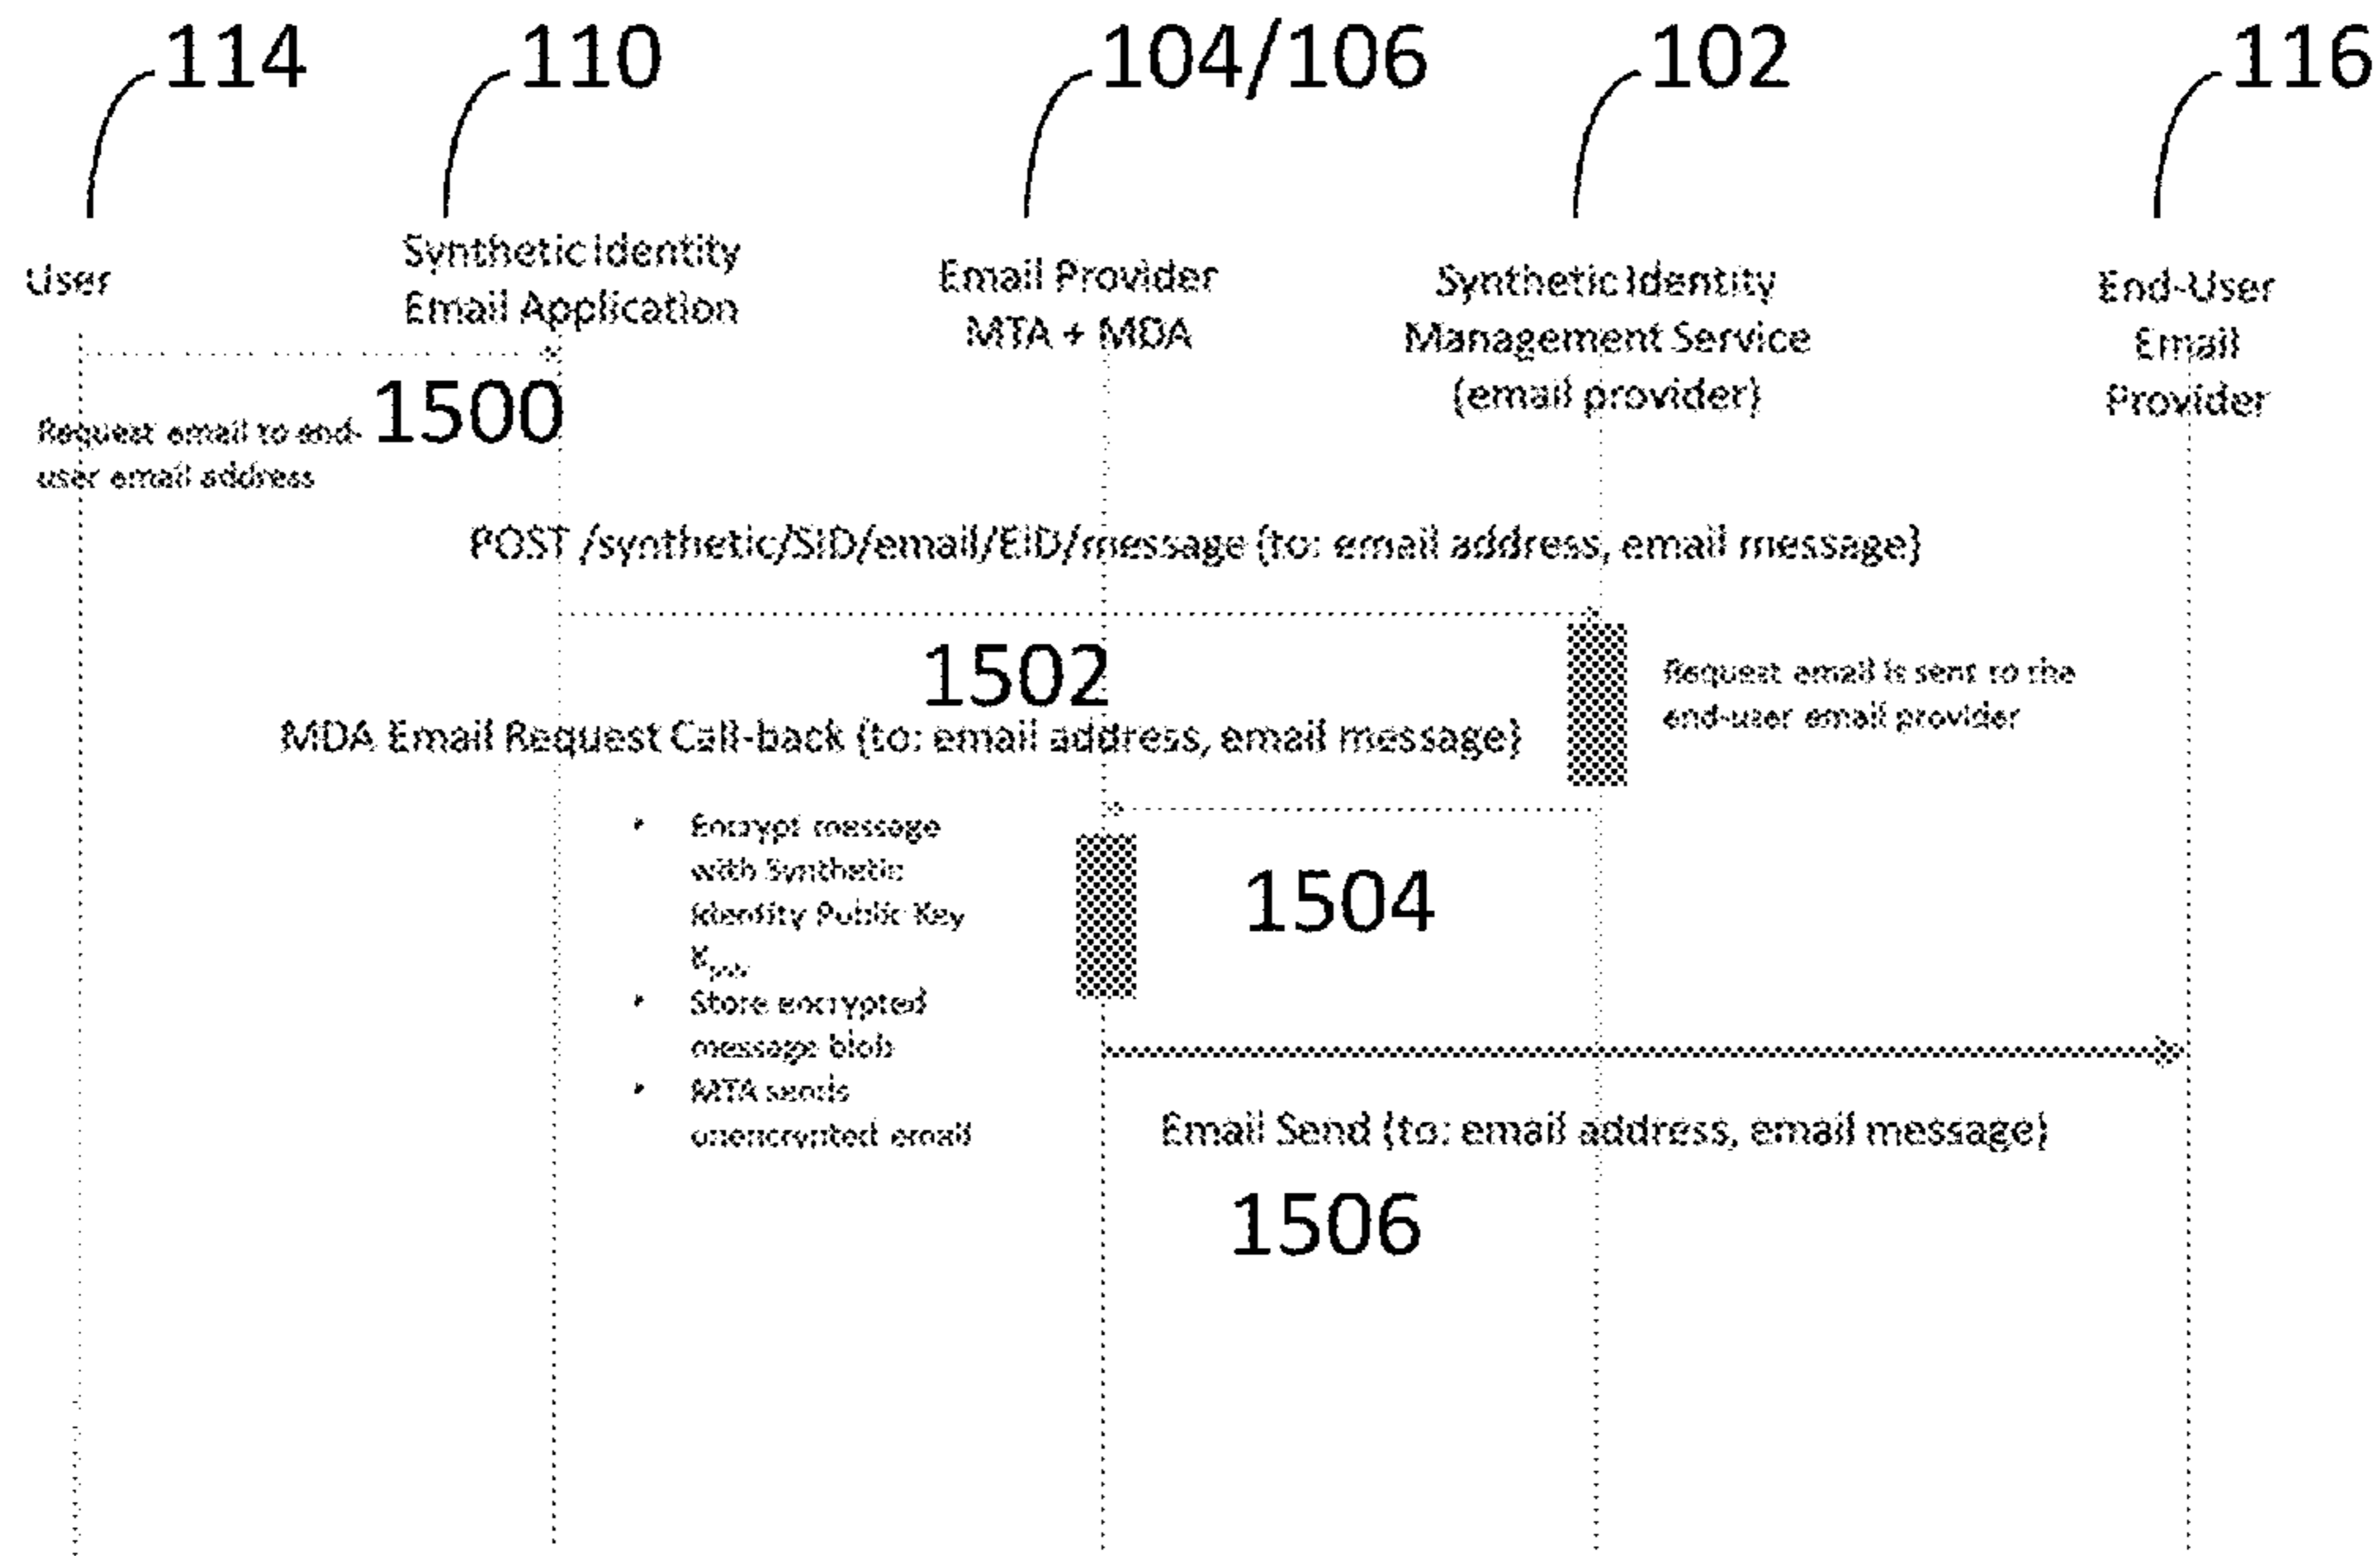 114
110
104/106
102
116
User
Synthetic Identity
Email Application
Email Provider
MTA + MDA
Synthetic Identity
Management Service
(email provider)
End-User
Email
Provider
1500
Request email to end-
user email address
POST /synthetic/SID/email/EID/message (to: email address, email message)
1502
Request email is sent to the
end-user email provider
MDA Email Request Call-back (to: email address, email message)
• Encrypt message
with Synthetic
Identity Public Key
K
• Store encrypted
message blob
• MTA sends
unencrypted email
1504
Email Send (to: email address, email message)
1506